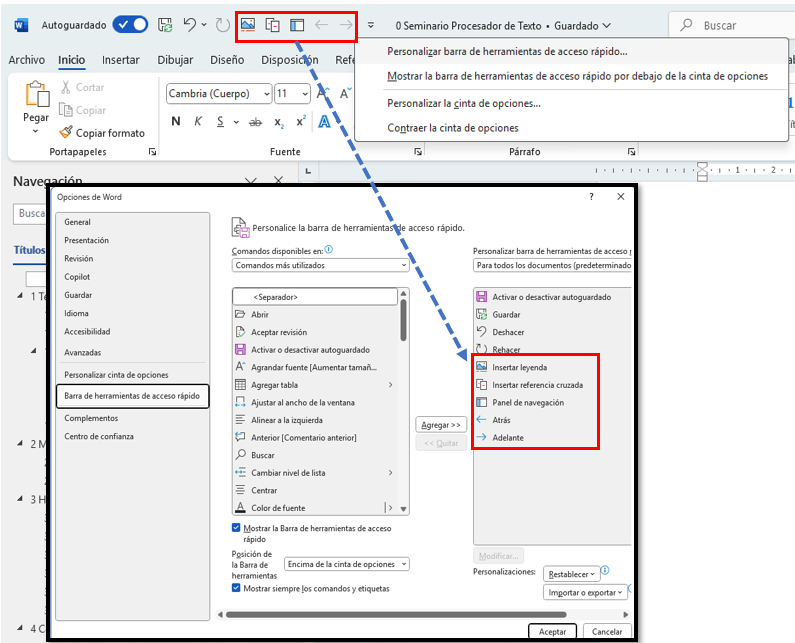 Autoguardado
0 Seminario Procesador de Texto • Guardado
Buscar
Archivo Inicio Insertar Dibujar Diseño Disposición Refe
Personalizar barra de herramientas de acceso rápido...
Mostrar la barra de herramientas de acceso rápido por debajo de la cinta de opciones
Personalizar la cinta de opciones...
Contraer la cinta de opciones
Pegar
Cortar
Copiar
Copiar formato
Portapapeles
Cambria (Cuerpo) 11
N K S ab x₂ x² A
Fuente
Párrafo
1 2
Navegación
Busca
Títulos
1 T
2 M
3 H
4 C
Opciones de Word
General
Presentación
Revisión
Copilot
Guardar
Idioma
Accesibilidad
Avanzadas
Personalizar cinta de opciones
Barra de herramientas de acceso rápido
Complementos
Centro de confianza
Personalice la barra de herramientas de acceso rápido.
Comandos disponibles en:
Comandos más utilizados
<Separador>
Abrir
Aceptar revisión
Activar o desactivar autoguardado
Agrandar fuente [Aumentar tamañ...
Agregar tabla
Ajustar al ancho de la ventana
Alinear a la izquierda
Anterior [Comentario anterior]
Buscar
Cambiar nivel de lista
Centrar
Color de fuente
Mostrar la Barra de herramientas de acceso
rápido
Posición de
la Barra de
herramientas
Encima de la cinta de opciones
Mostrar siempre los comandos y etiquetas
Agregar >>
<< Quitar
Personalizar barra de herramientas de acceso
Para todos los documentos (predeterminado
Activar o desactivar autoguardado
Guardar
Deshacer
Rehacer
Insertar leyenda
Insertar referencia cruzada
Panel de navegación
Atrás
Adelante
Modificar...
Personalizaciones:
Restablecer
Importar o exportar
Aceptar
Cancelar